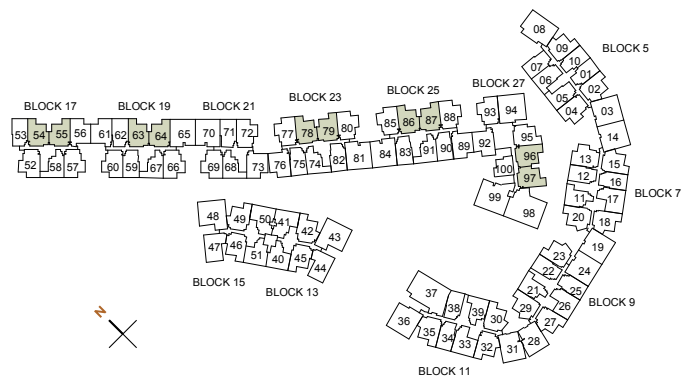 08
BLOCK 5
09
10
07
01
06
02
05
04
03
BLOCK 17
BLOCK 19
BLOCK 21
BLOCK 23
BLOCK 25
BLOCK 27
53 54 55 56 61 62 63 64 65 70 71 72
77 78 79 80
85 86 87 88
93 94
95
14
52 58 57 60 59 67 66 69 68 73 76 75 74 82 81 84 83 91 90 89 92
96
100
97
99
98
13 15
12 16
11 17
20 18
BLOCK 7
48 49 50 41 42 43
47 46 51 40 45 44
BLOCK 15
BLOCK 13
19
23
22 24
21 25
29 26
27
28
BLOCK 9
37
38 39 30
36 35 34 33 32 31
BLOCK 11
N